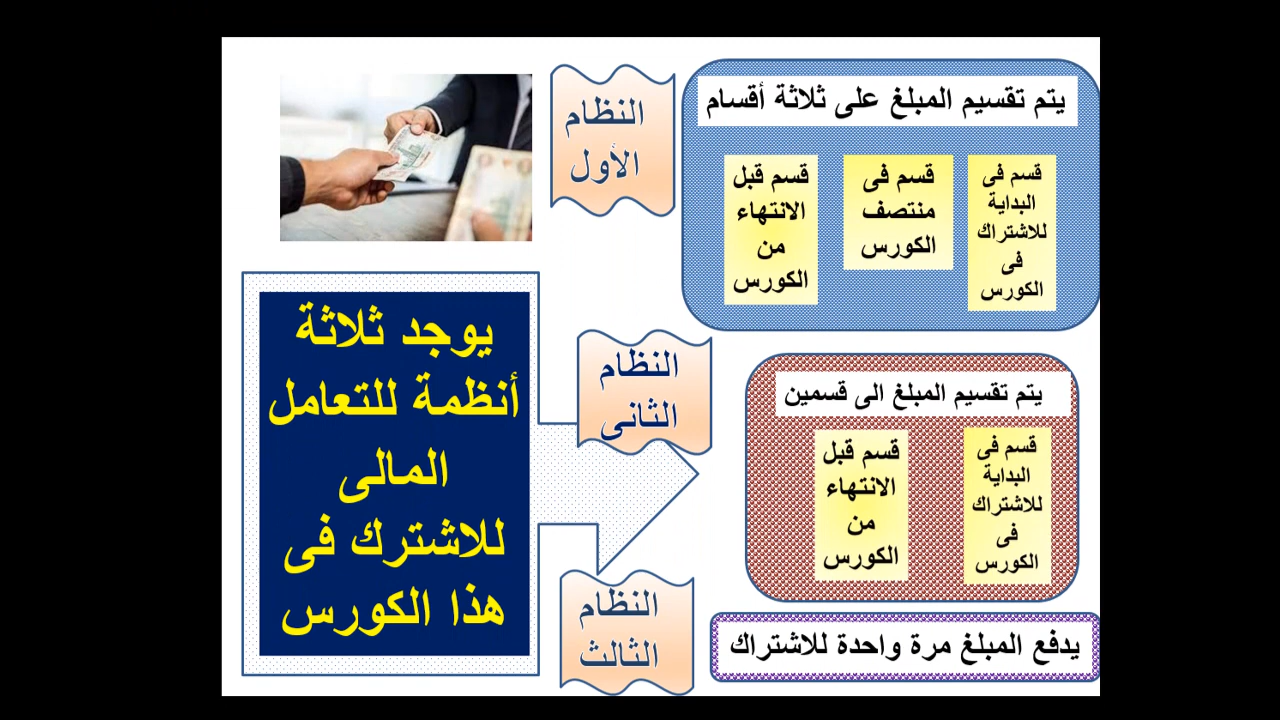 يوجد ثلاثة
أنظمة للتعامل
المالى
للاشترك فى
هذا الكورس
النظام
الأول
يتم تقسيم المبلغ على ثلاثة أقسام
قسم فى
البداية
للاشتراك
فى
الكورس
قسم فى
منتصف
الكورس
قسم قبل
الانتهاء
من
الكورس
النظام
الثانى
يتم تقسيم المبلغ الى قسمين
قسم فى
البداية
للاشتراك
فى
الكورس
قسم قبل
الانتهاء
من
الكورس
النظام
الثالث
يدفع المبلغ مرة واحدة للاشتراك